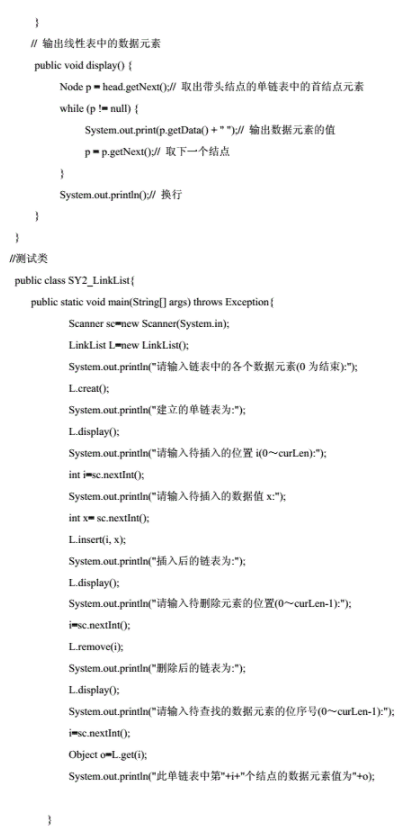 }
// 输出线性表中的数据元素
public void display() {
Node p = head.getNext();// 取出带头结点的单链表中的首结点元素
while (p != null) {
System.out.print(p.getData() + " ");// 输出数据元素的值
p = p.getNext();// 取下一个结点
}
System.out.println();// 换行
}
}
//测试类
public class SY2_LinkList{
public static void main(String[] args) throws Exception{
Scanner sc=new Scanner(System.in);
LinkList L=new LinkList();
System.out.println("请输入链表中的各个数据元素(0 为结束):");
L.creat();
System.out.println("建立的单链表为:");
L.display();
System.out.println("请输入待插入的位置 i(0～curLen):");
int i=sc.nextInt();
System.out.println("请输入待插入的数据值 x:");
int x= sc.nextInt();
L.insert(i, x);
System.out.println("插入后的链表为:");
L.display();
System.out.println("请输入待删除元素的位置(0～curLen-1):");
i=sc.nextInt();
L.remove(i);
System.out.println("删除后的链表为:");
L.display();
System.out.println("请输入待查找的数据元素的位序号(0～curLen-1):");
i=sc.nextInt();
Object o=L.get(i);
System.out.println("此单链表中第"+i+"个结点的数据元素值为"+o);
}